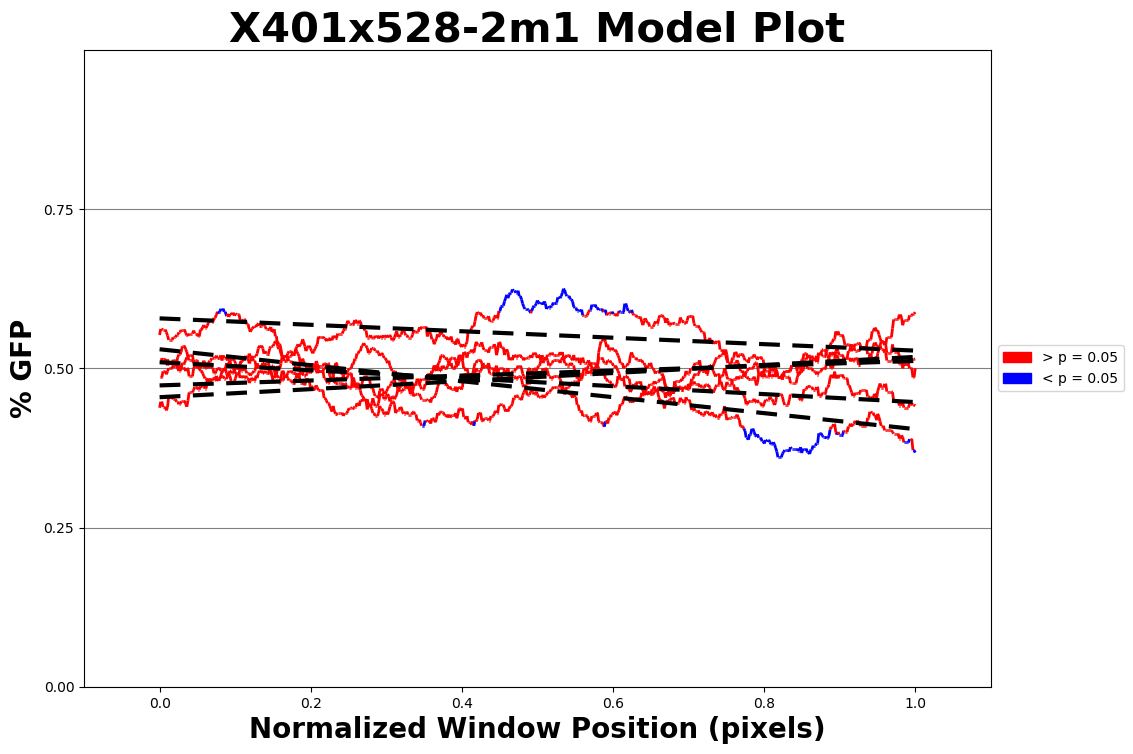 X401x528-2m1 Model Plot
% GFP
0.75
0.50
0.25
0.00
0.0 0.2 0.4 0.6 0.8 1.0
Normalized Window Position (pixels)
> p = 0.05
< p = 0.05